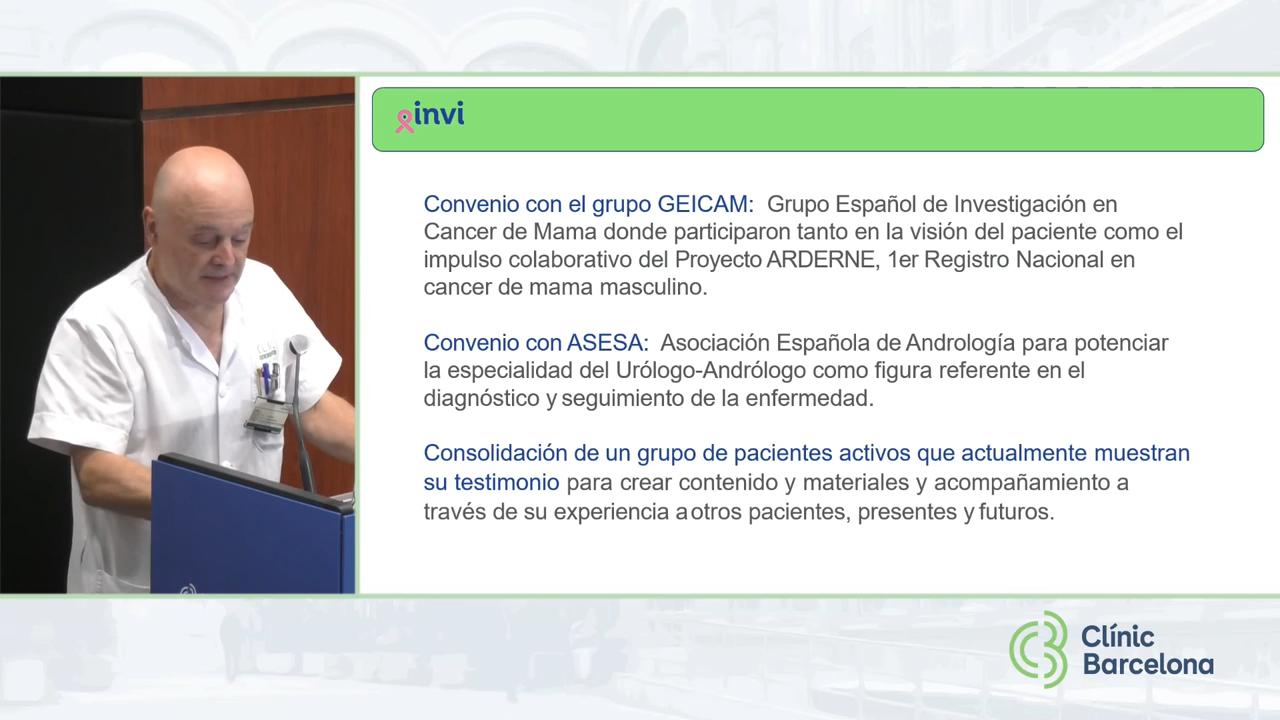 invi
Convenio con el grupo GEICAM: Grupo Español de Investigación en
Cancer de Mama donde participaron tanto en la visión del paciente como el
impulso colaborativo del Proyecto ARDERNE, 1er Registro Nacional en
cancer de mama masculino.
Convenio con ASESA: Asociación Española de Andrología para potenciar
la especialidad del Urólogo-Andrólogo como figura referente en el
diagnóstico y seguimiento de la enfermedad.
Consolidación de un grupo de pacientes activos que actualmente muestran
su testimonio para crear contenido y materiales y acompañamiento a
través de su experiencia a otros pacientes, presentes y futuros.
Clínic
Barcelona